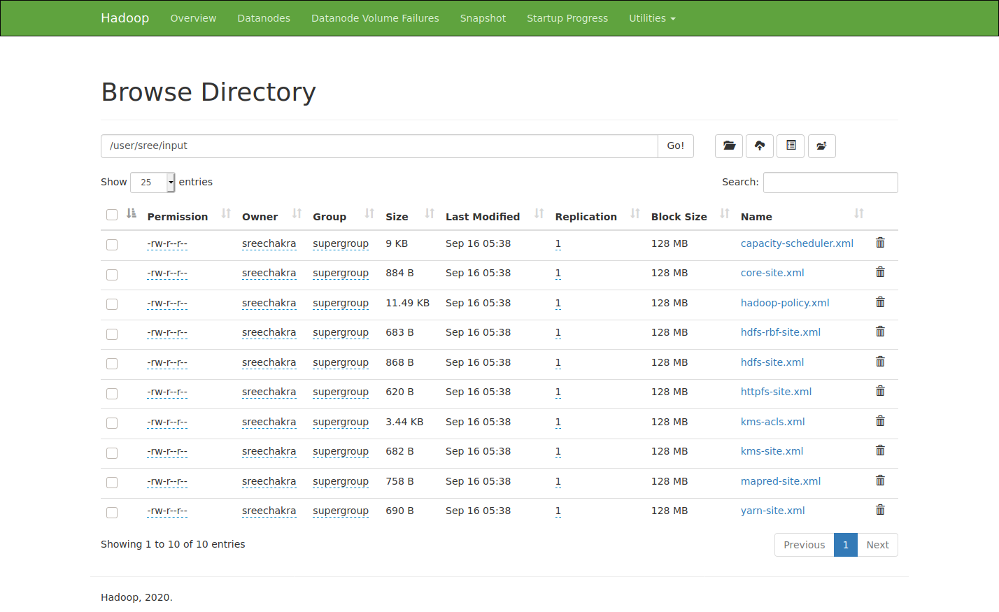 Hadoop Overview Datanodes Datanode Volume Failures Snapshot Startup Progress Utilities
Browse Directory
/user/sree/input Go!
Show 25 entries Search:
Permission Owner Group Size Last Modified Replication Block Size Name
-rw-r--r-- sreechakra supergroup 9 KB Sep 16 05:38 1 128 MB capacity-scheduler.xml
-rw-r--r-- sreechakra supergroup 884 B Sep 16 05:38 1 128 MB core-site.xml
-rw-r--r-- sreechakra supergroup 11.49 KB Sep 16 05:38 1 128 MB hadoop-policy.xml
-rw-r--r-- sreechakra supergroup 683 B Sep 16 05:38 1 128 MB hdfs-rbf-site.xml
-rw-r--r-- sreechakra supergroup 868 B Sep 16 05:38 1 128 MB hdfs-site.xml
-rw-r--r-- sreechakra supergroup 620 B Sep 16 05:38 1 128 MB httpfs-site.xml
-rw-r--r-- sreechakra supergroup 3.44 KB Sep 16 05:38 1 128 MB kms-acls.xml
-rw-r--r-- sreechakra supergroup 682 B Sep 16 05:38 1 128 MB kms-site.xml
-rw-r--r-- sreechakra supergroup 758 B Sep 16 05:38 1 128 MB mapred-site.xml
-rw-r--r-- sreechakra supergroup 690 B Sep 16 05:38 1 128 MB yarn-site.xml
Showing 1 to 10 of 10 entries Previous 1 Next
Hadoop, 2020.